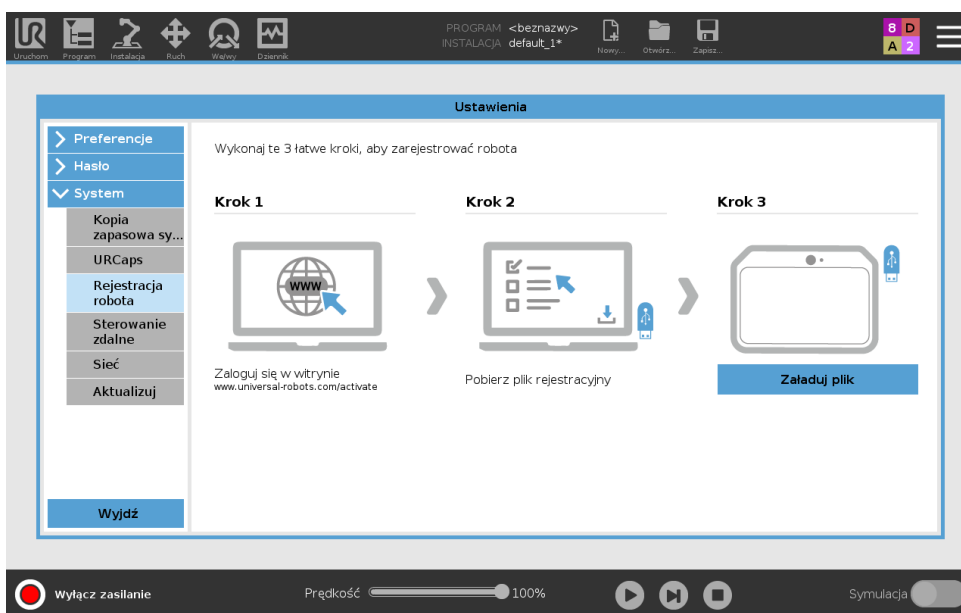 UR
PROGRAM <beznazwy>
INSTALACJA default_1*
8 D
A 2
Uruchom Program Instalacja Ruch We/wy Dziennik Nowy... Otwórz... Zapisz...
Ustawienia
Preferencje
Hasło
System
Kopia
zapasowa sy...
URCaps
Rejestracja
robota
Sterowanie
zdalne
Sieć
Aktualizuj
Wyjdź
Wykonaj te 3 łatwe kroki, aby zarejestrować robota
Krok 1
www
Zaloguj się w witrynie
www.universal-robots.com/activate
Krok 2
Pobierz plik rejestracyjny
Krok 3
Załaduj plik
Wyłącz zasilanie
Prędkość 100%
Symulacja